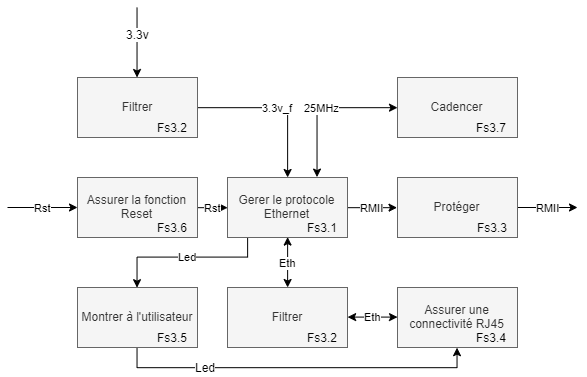 3.3v
Filtrer
Fs3.2
3.3v_f
25MHz
Cadencer
Fs3.7
Rst
Assurer la fonction
Reset
Fs3.6
Rst
Gerer le protocole
Ethernet
Fs3.1
RMII
Protéger
Fs3.3
RMII
Led
Eth
Montrer à l'utilisateur
Fs3.5
Filtrer
Fs3.2
Eth
Assurer une
connectivité RJ45
Fs3.4
Led